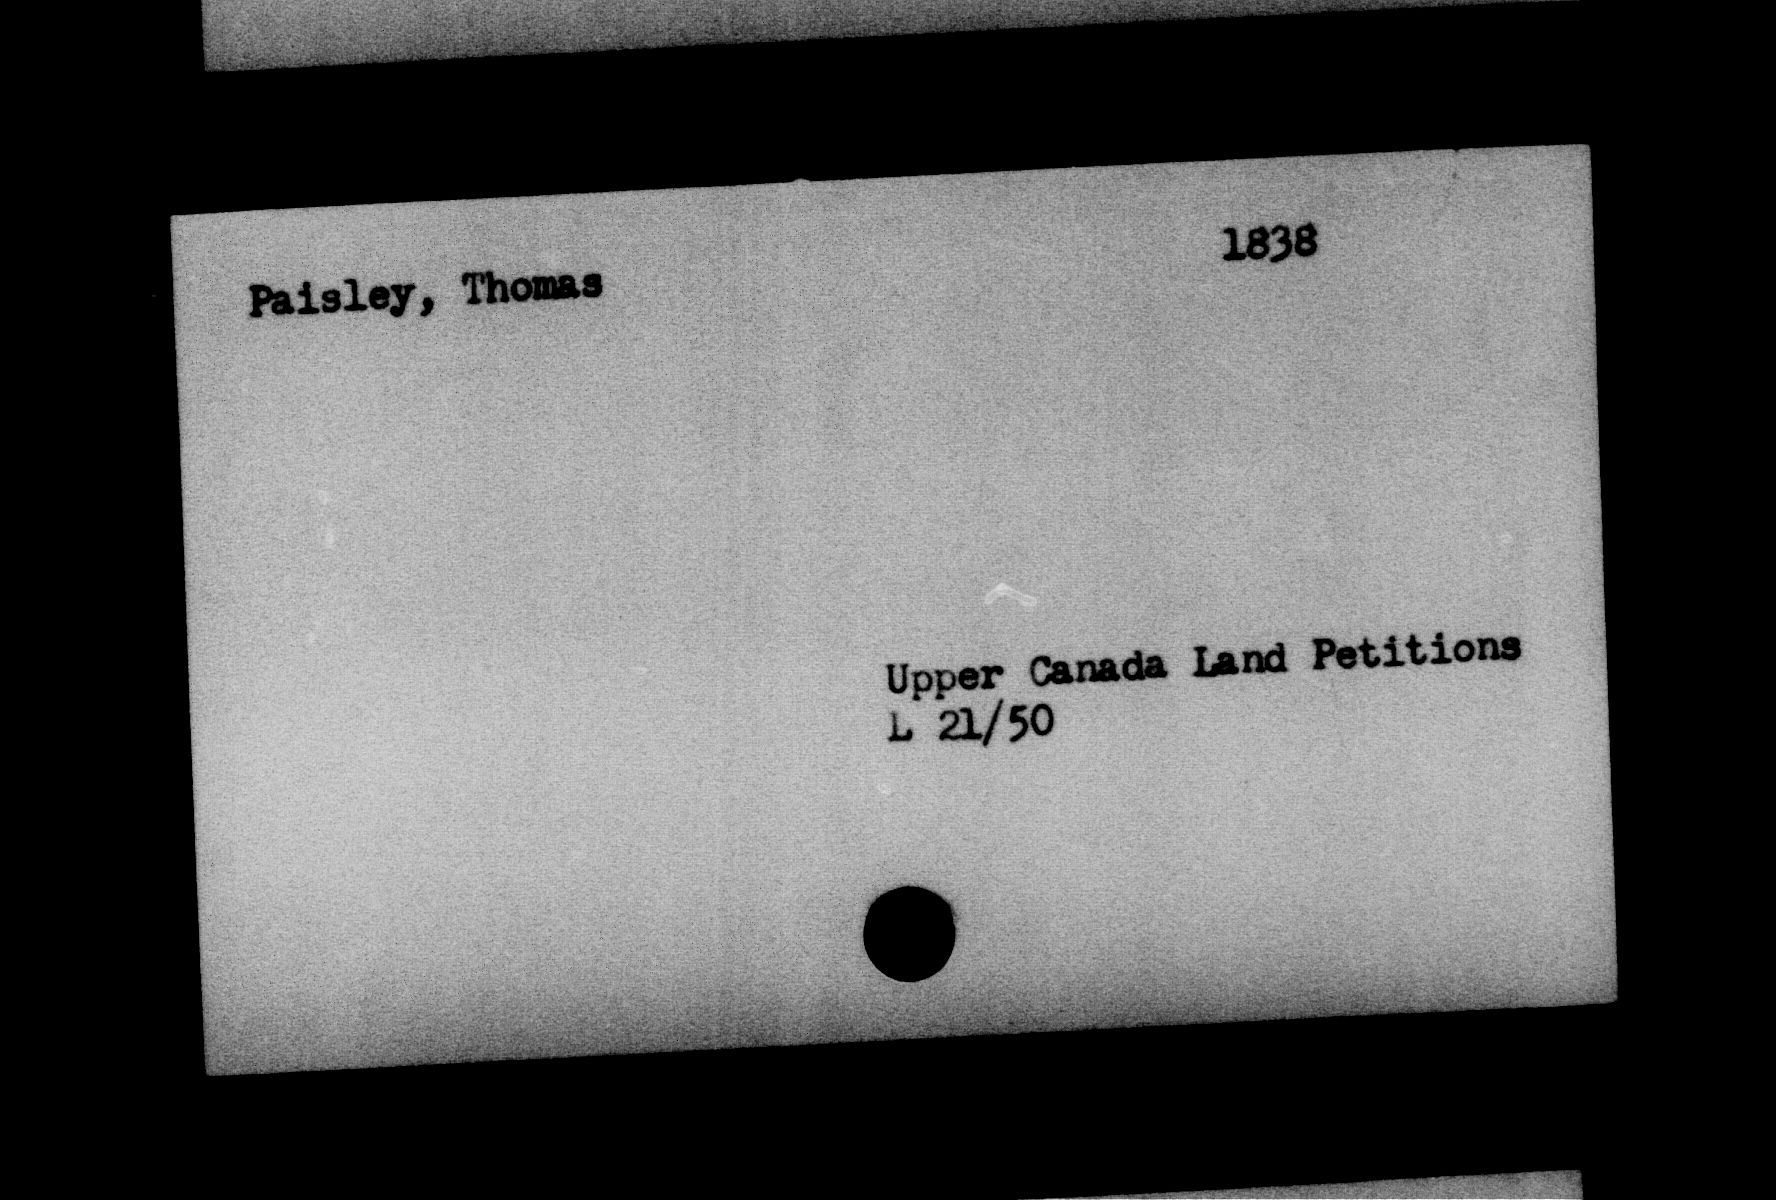 1838
Paisley, Thomas
Upper Canada Land Petitions
L 21/50